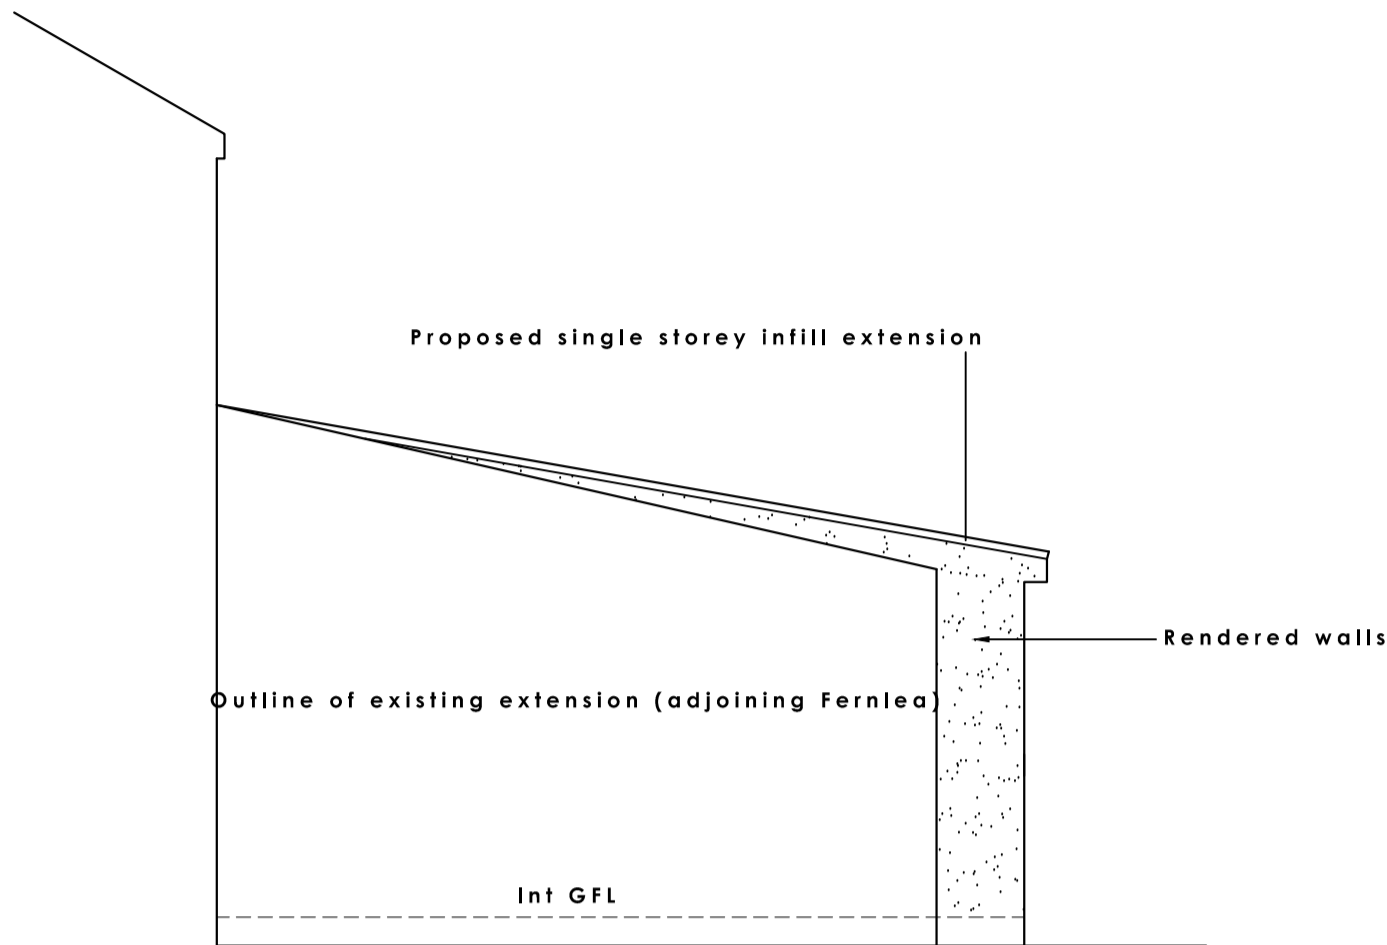 Proposed single storey infill extension
Rendered walls
Outline of existing extension (adjoining Fernlea)
Int GFL